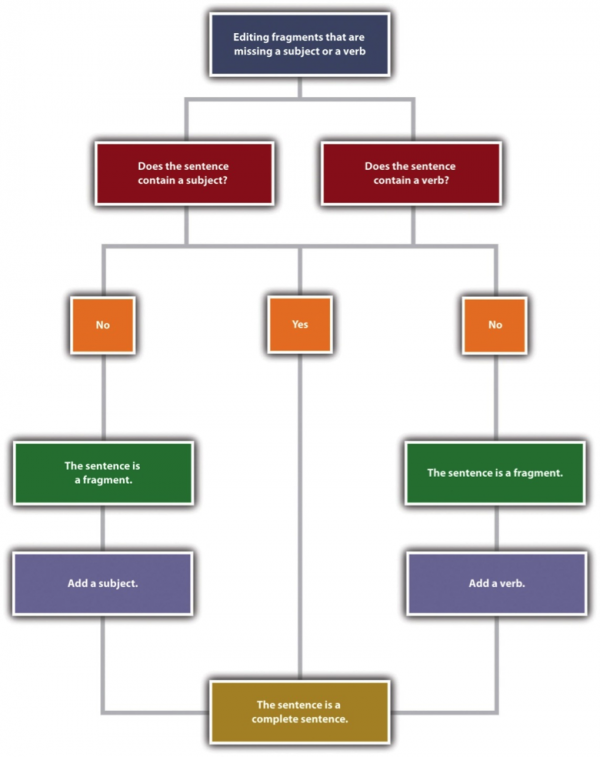 Editing fragments that are
missing a subject or a verb
Does the sentence
contain a subject?
Does the sentence
contain a verb?
No
Yes
No
The sentence is
a fragment.
The sentence is a fragment.
Add a subject.
Add a verb.
The sentence is a
complete sentence.